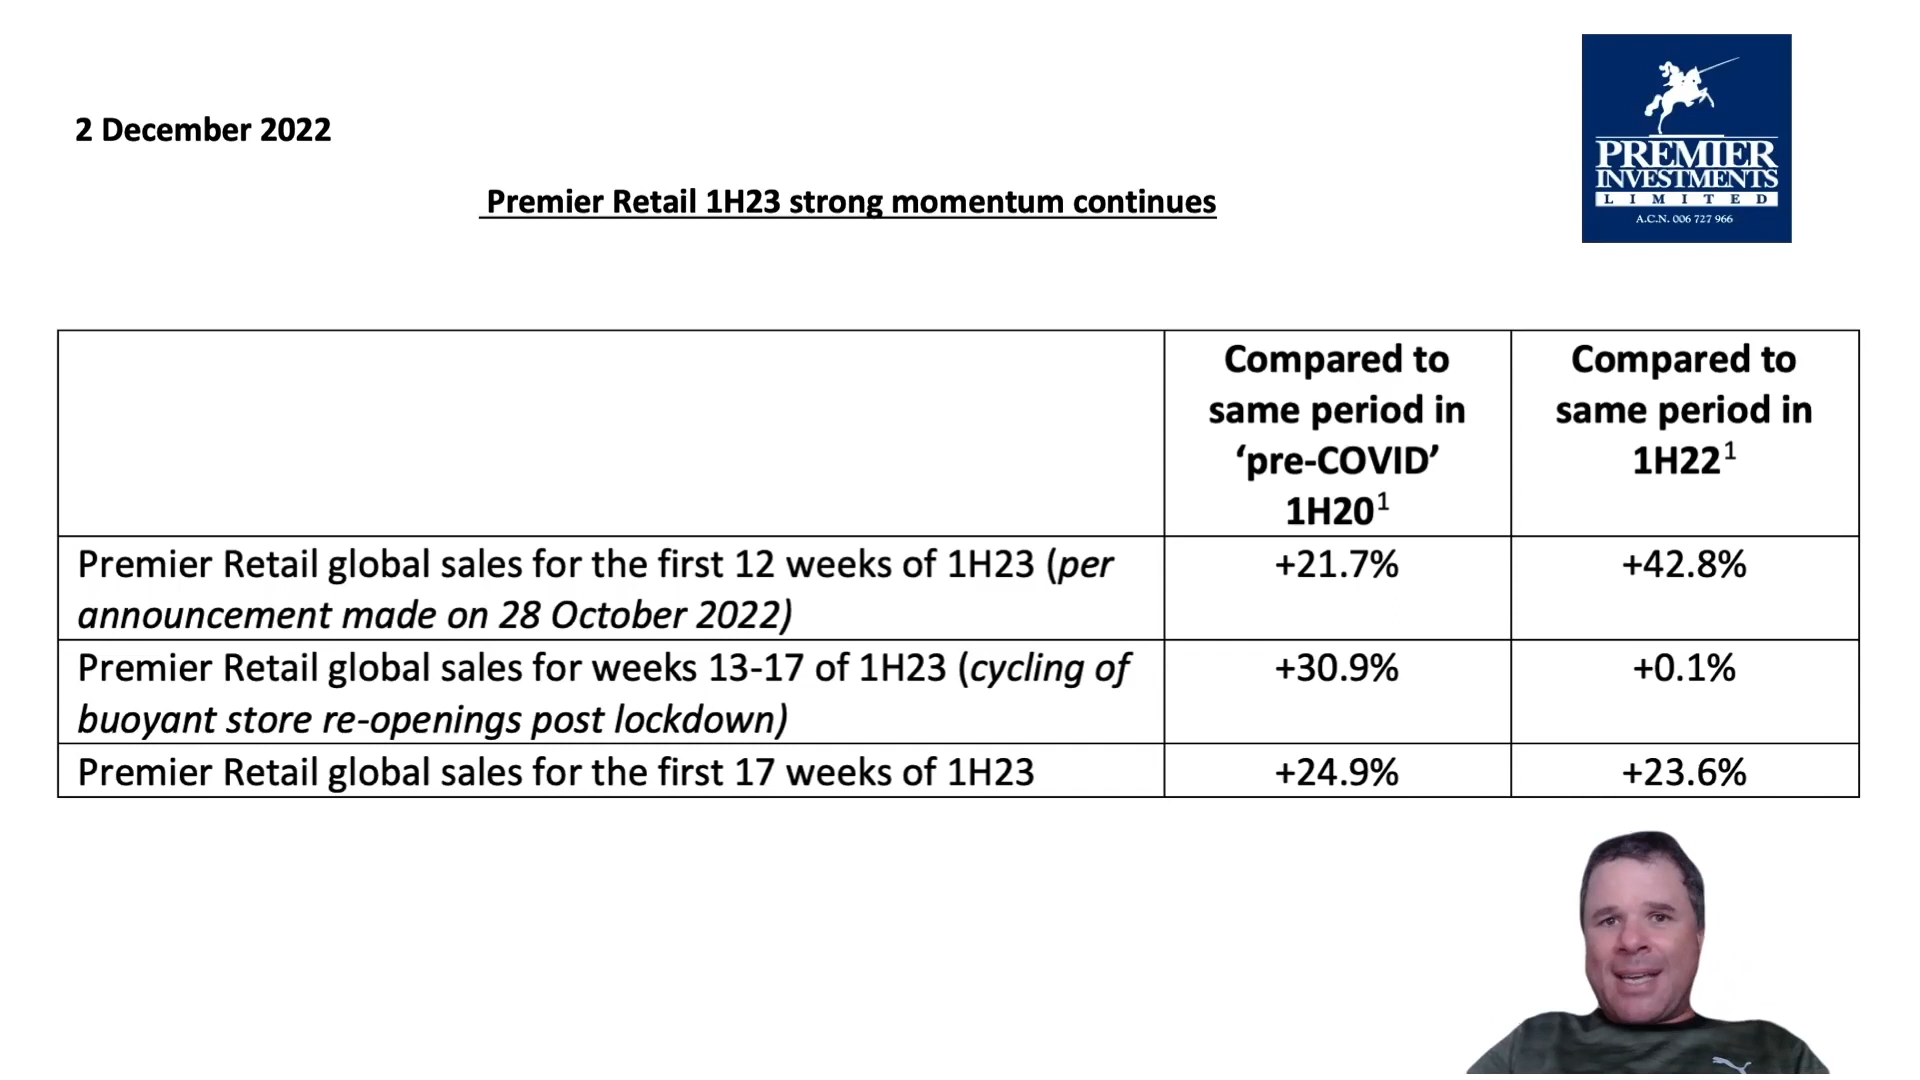 2 December 2022
Premier Retail 1H23 strong momentum continues
PREMIER
INVESTMENTS
LIMITED
A.C.N. 006 727 966
Compared to
same period in
‘pre-COVID’
1H20¹
Compared to
same period in
1H22¹
Premier Retail global sales for the first 12 weeks of 1H23 (per
announcement made on 28 October 2022)
+21.7%
+42.8%
Premier Retail global sales for weeks 13-17 of 1H23 (cycling of
buoyant store re-openings post lockdown)
+30.9%
+0.1%
Premier Retail global sales for the first 17 weeks of 1H23
+24.9%
+23.6%